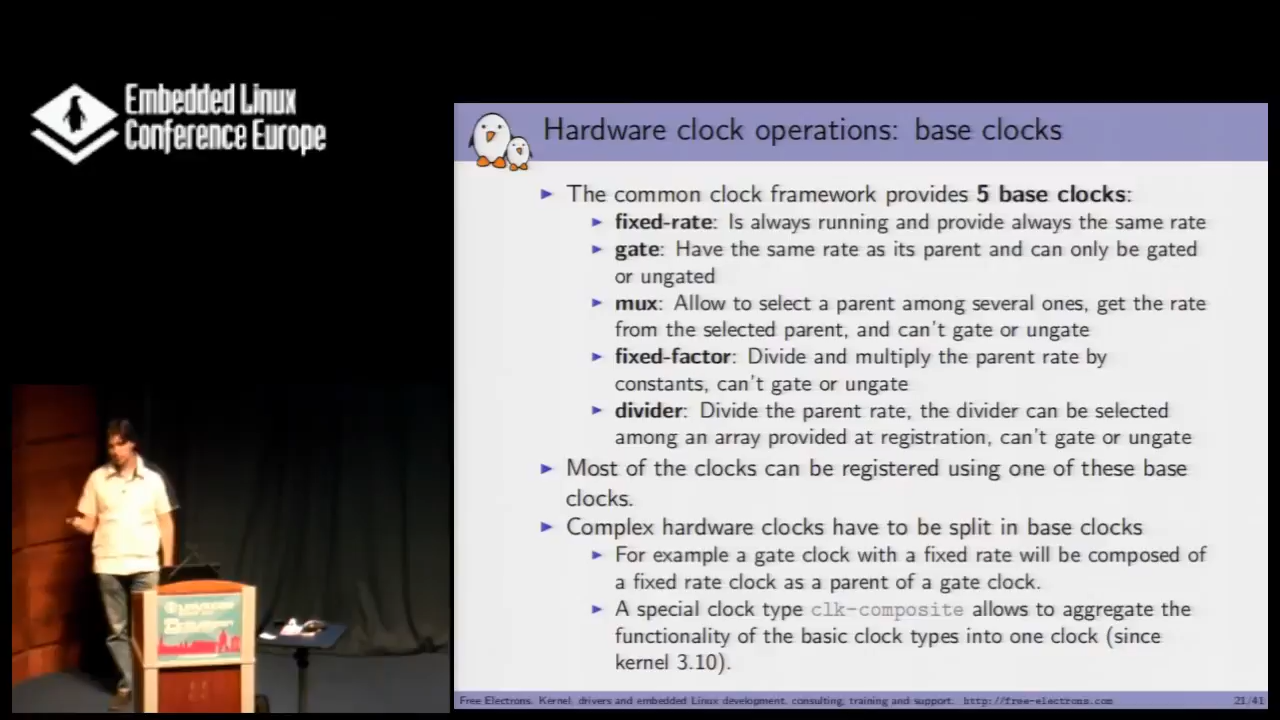 Embedded Linux
Conference Europe
Hardware clock operations: base clocks
The common clock framework provides 5 base clocks:
fixed-rate: Is always running and provide always the same rate
gate: Have the same rate as its parent and can only be gated
or ungated
mux: Allow to select a parent among several ones, get the rate
from the selected parent, and can't gate or ungate
fixed-factor: Divide and multiply the parent rate by
constants, can't gate or ungate
divider: Divide the parent rate, the divider can be selected
among an array provided at registration, can't gate or ungate
Most of the clocks can be registered using one of these base
clocks.
Complex hardware clocks have to be split in base clocks
For example a gate clock with a fixed rate will be composed of
a fixed rate clock as a parent of a gate clock.
A special clock type clk-composite allows to aggregate the
functionality of the basic clock types into one clock (since
kernel 3.10).
Free Electrons. Kernel, drivers and embedded Linux development, consulting, training and support. http://free-electrons.com 21/41